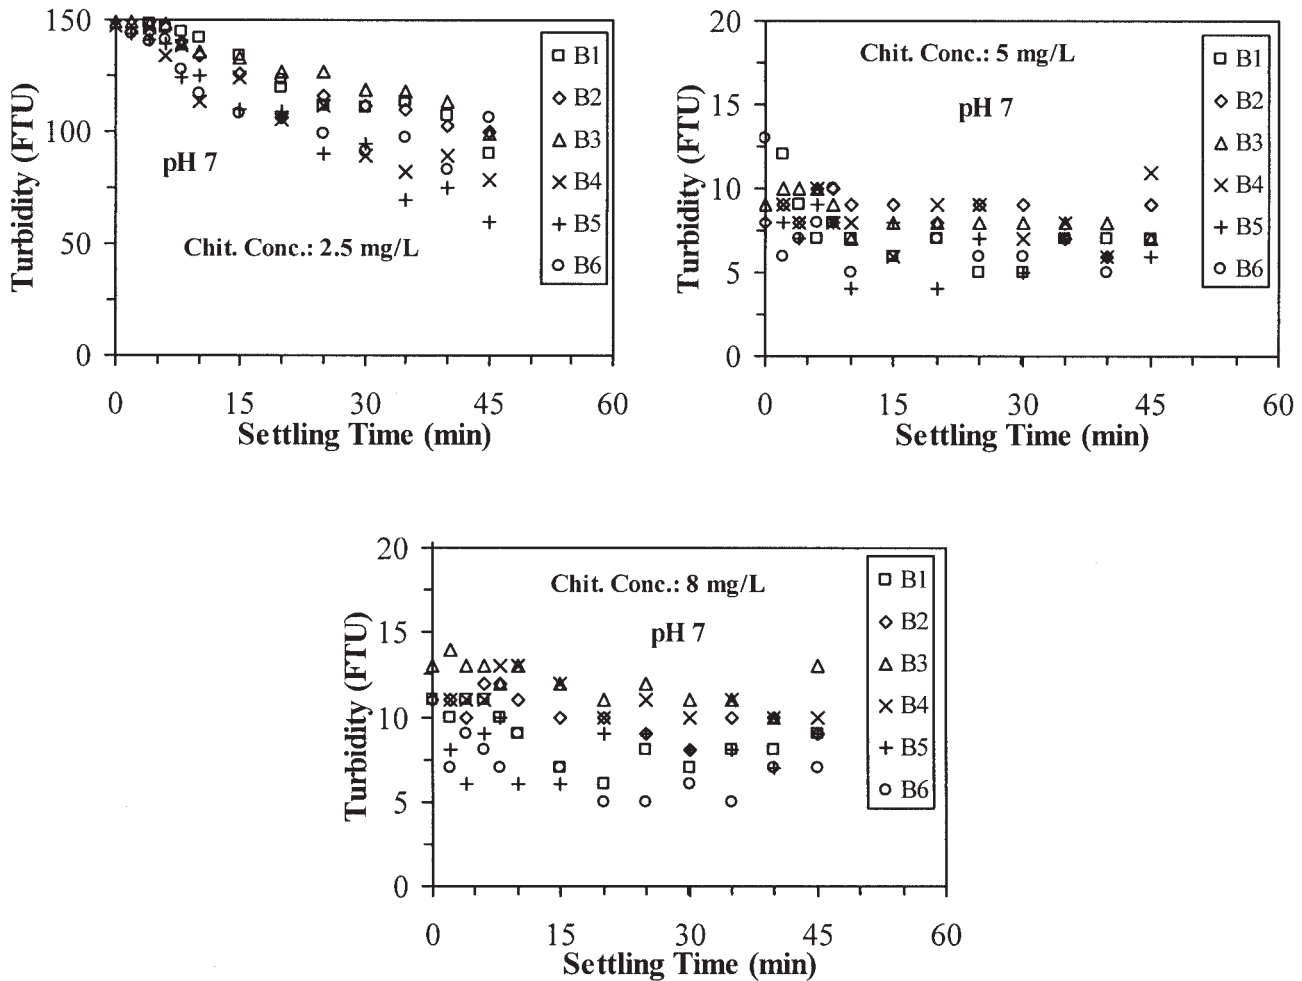 150
100
50
0
Turbidity (FTU)
pH 7
Chit. Conc.: 2.5 mg/L
B1
B2
B3
B4
B5
B6
0 15 30 45 60
Settling Time (min)
20
15
10
5
0
Turbidity (FTU)
Chit. Conc.: 5 mg/L
pH 7
B1
B2
B3
B4
B5
B6
0 15 30 45 60
Settling Time (min)
20
15
10
5
0
Turbidity (FTU)
Chit. Conc.: 8 mg/L
pH 7
B1
B2
B3
B4
B5
B6
0 15 30 45 60
Settling Time (min)